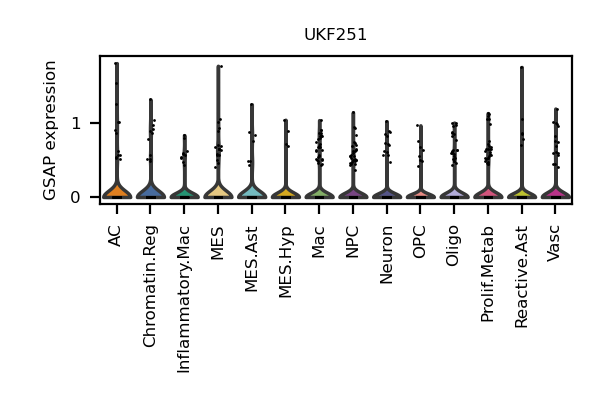 UKF251
GSAP expression
1
0
AC
Chromatin.Reg
Inflammatory.Mac
MES
MES.Ast
MES.Hyp
Mac
NPC
Neuron
OPC
Oligo
Prolif.Metab
Reactive.Ast
Vasc